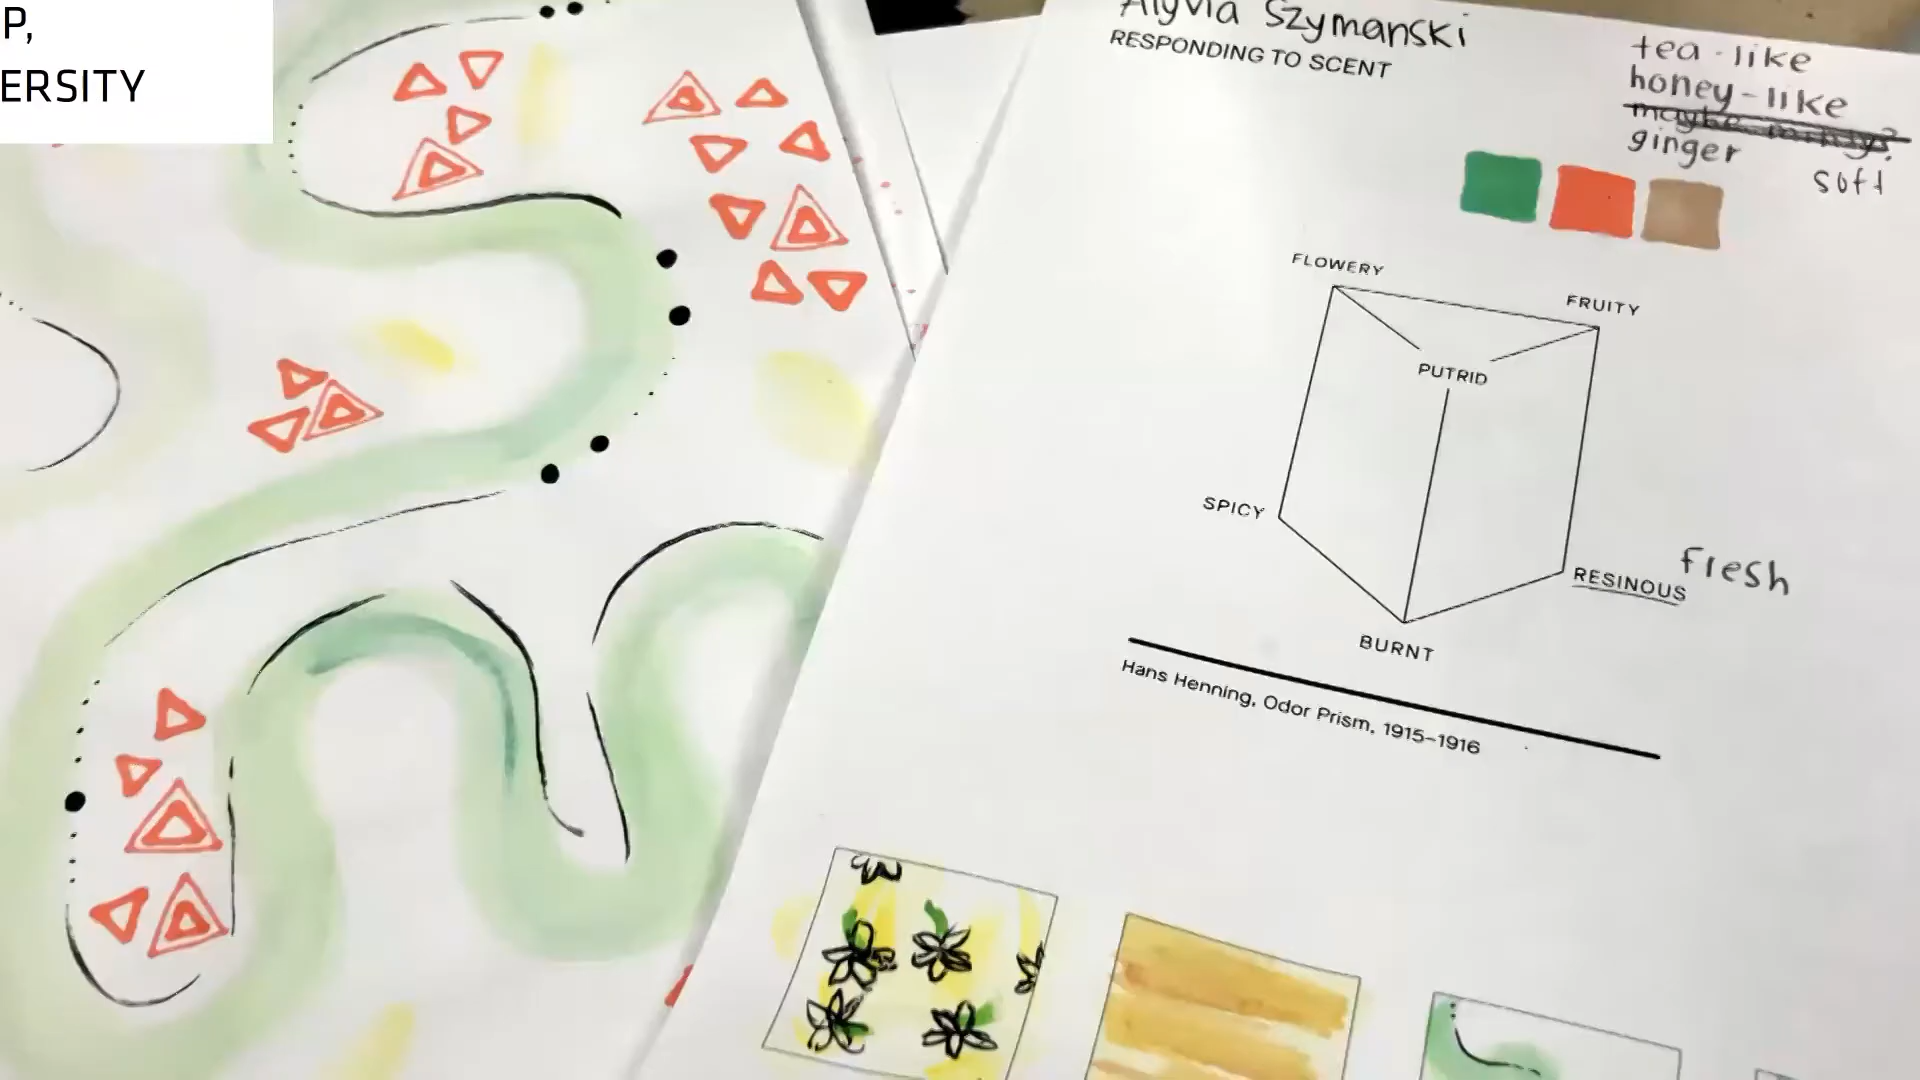 P,
ERSITY
Alyvia Szymanski
RESPONDING TO SCENT
tea-like
honey-like
ginger
soft
FLOWERY
FRUITY
PUTRID
SPICY
fresh
RESINOUS
BURNT
Hans Henning, Odor Prism, 1915–1916